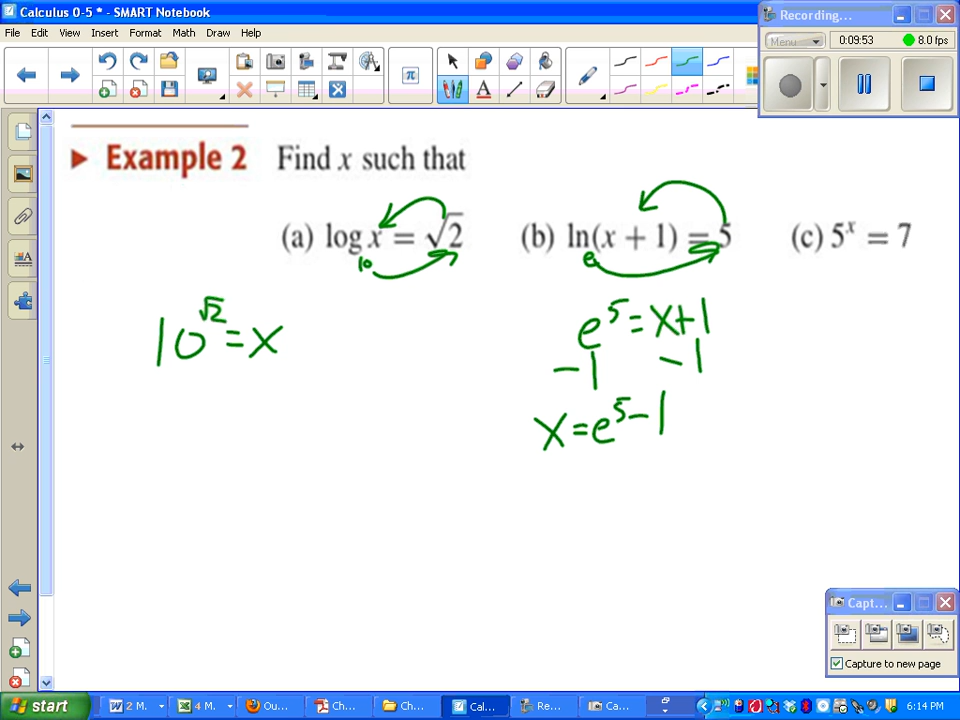 Calculus 0-5 * - SMART Notebook
File Edit View Insert Format Math Draw Help
Recording...
Menu 0:09:53 8.0 fps
Example 2 Find x such that
(a) log x = √2 (b) ln(x + 1) = 5 (c) 5^x = 7
10 e
10^√2 = x
e^5 = x+1
-1 -1
x = e^5 - 1
Capt...
Capture to new page
start 2 M. 4 M. Ou... Ch... Ch... Cal... Re... Ca... 6:14 PM